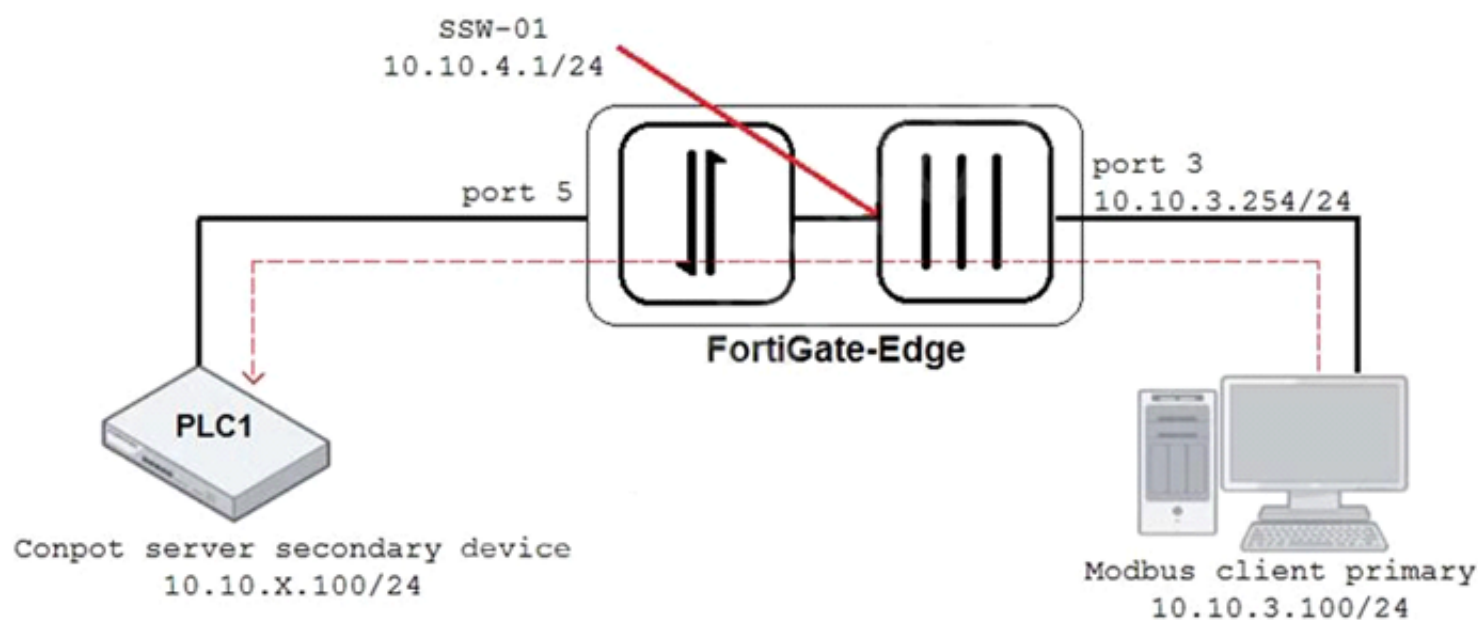 SSW-01
10.10.4.1/24
port 5
port 3
10.10.3.254/24
FortiGate-Edge
PLC1
Conpot server secondary device
10.10.X.100/24
Modbus client primary
10.10.3.100/24